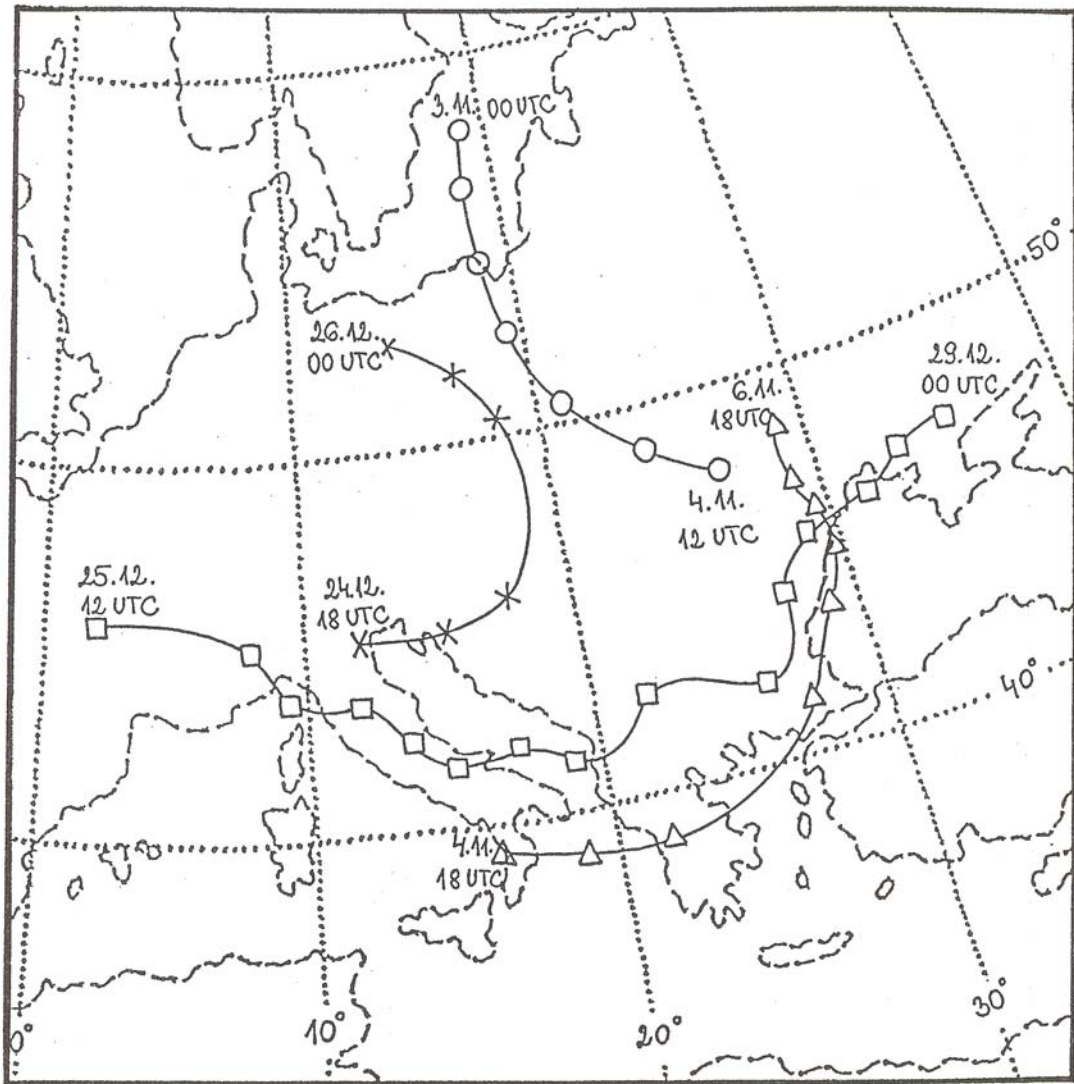 3.11. 00 UTC
50°
26.12.
00 UTC
29.12.
00 UTC
6.11.
18 UTC
4.11.
12 UTC
25.12.
12 UTC
24.12.
18 UTC
40°
4.11.
18 UTC
0°
10°
20°
30°